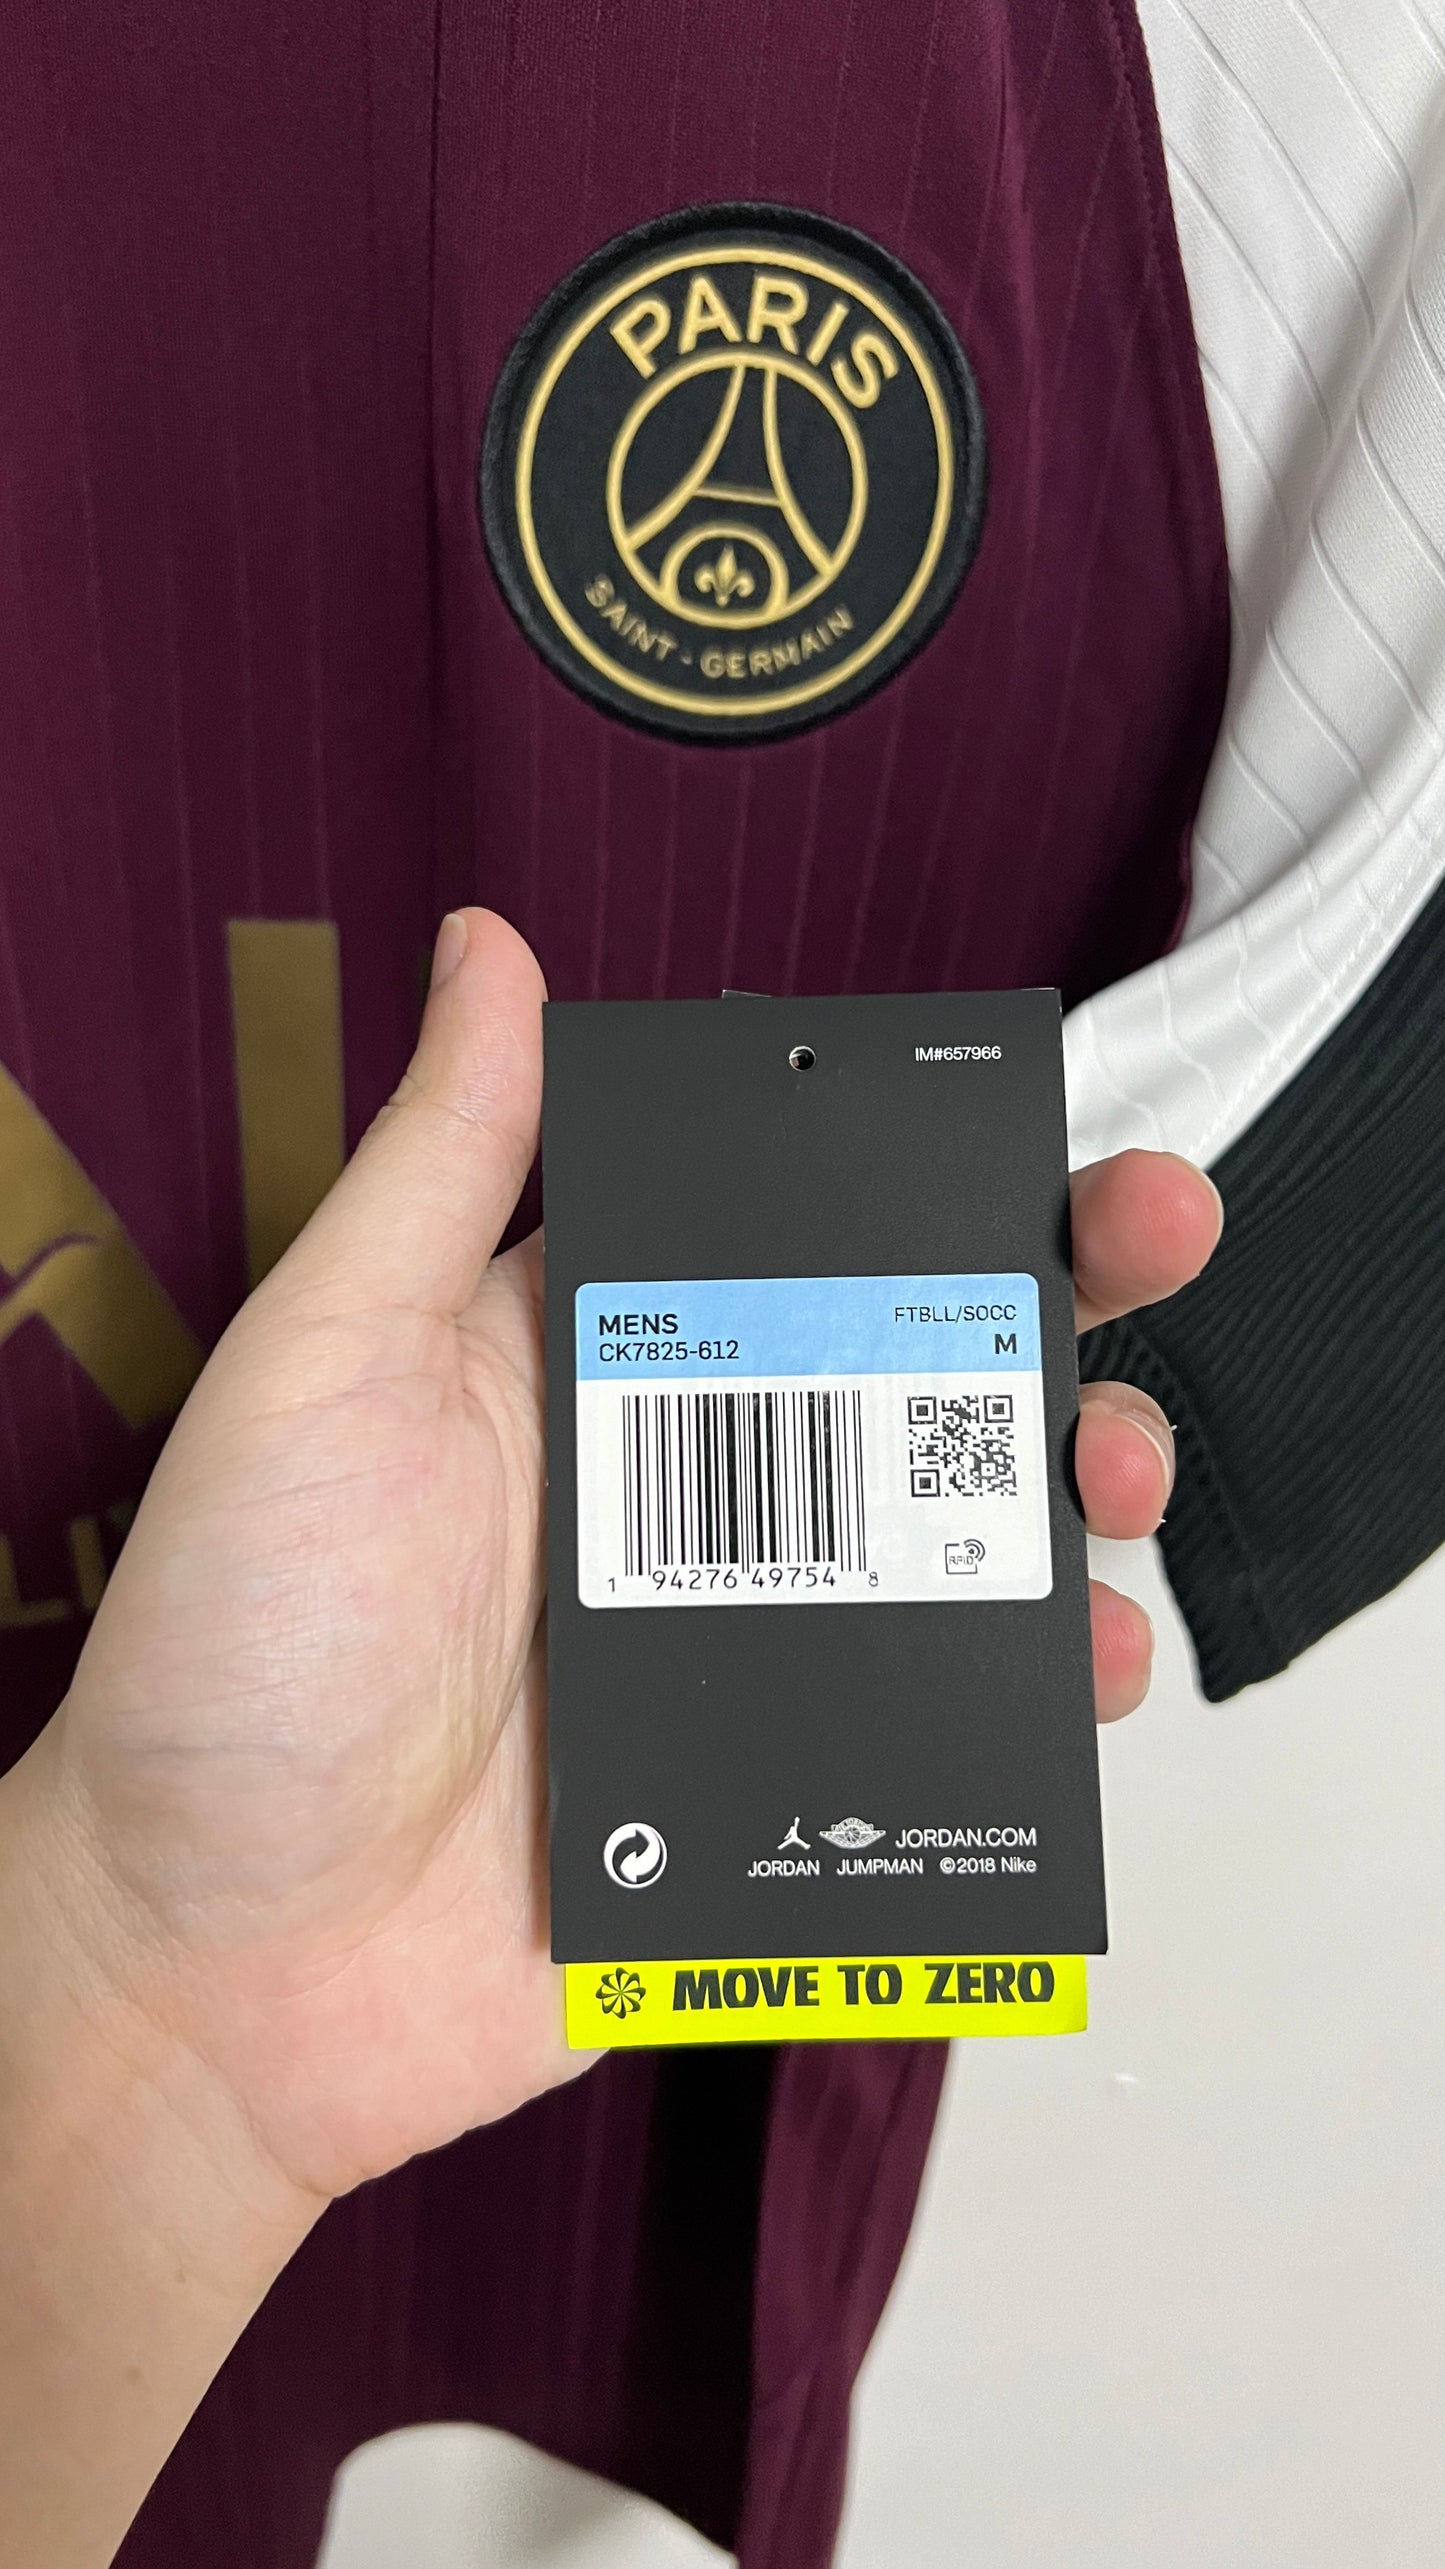 PARIS
SAINT-GERMAIN
IM#657966
MENS
FTBLL/SOCC
CK7825-612
M
1 94276 49754 8
RFID
JORDAN.COM
JORDAN JUMPMAN ©2018 Nike
MOVE TO ZERO